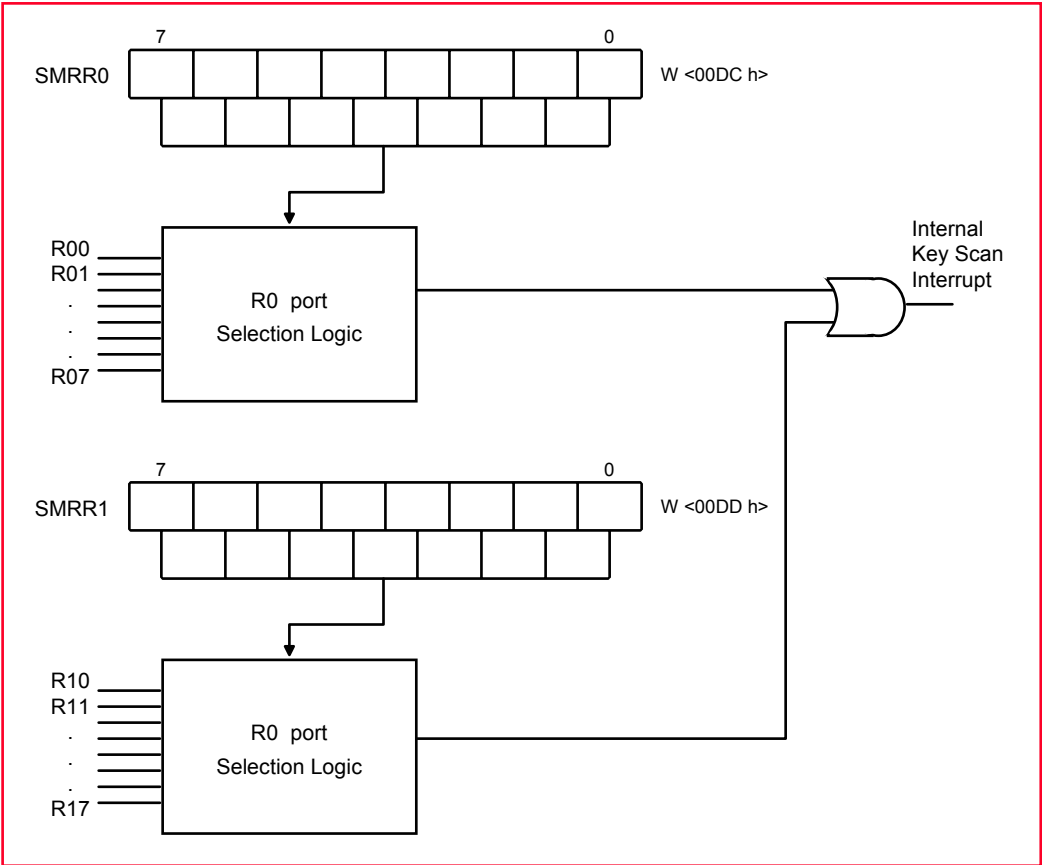 7 0
SMRR0 W <00DC h>
R00
R01
.
.
.
.
R07
R0 port
Selection Logic
Internal
Key Scan
Interrupt
7 0
SMRR1 W <00DD h>
R10
R11
.
.
.
R17
R0 port
Selection Logic